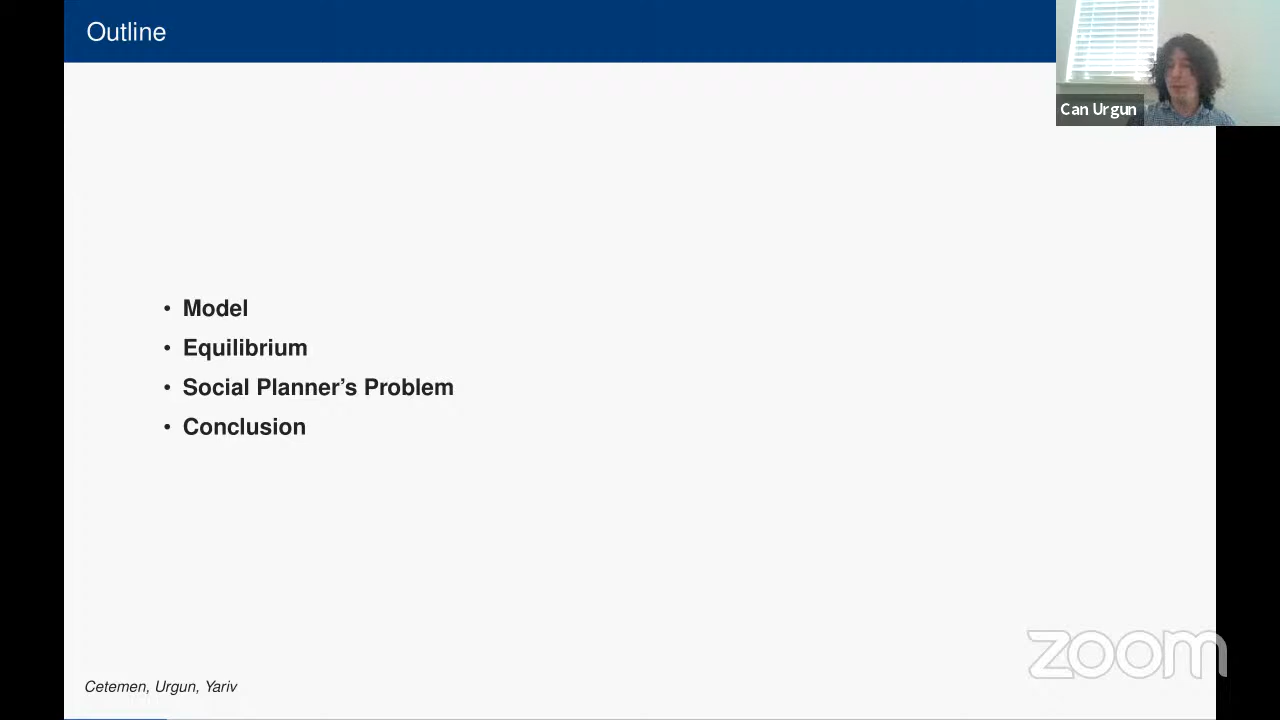 Outline
Can Urgun
• Model
• Equilibrium
• Social Planner’s Problem
• Conclusion
zoom
Cetemen, Urgun, Yariv